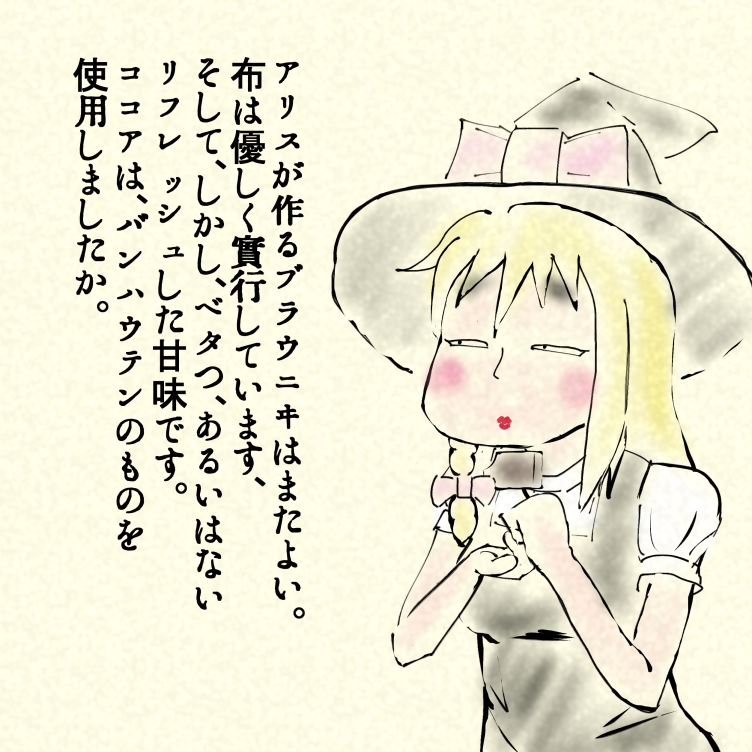 アリスが作るブラウニヰはまたよい。
布は優しく實行しています、
そして、しかし、ベタつ、あるいはない
リフレッシュした甘味です。
ココアは、バンハウテンのものを
使用しましたか。